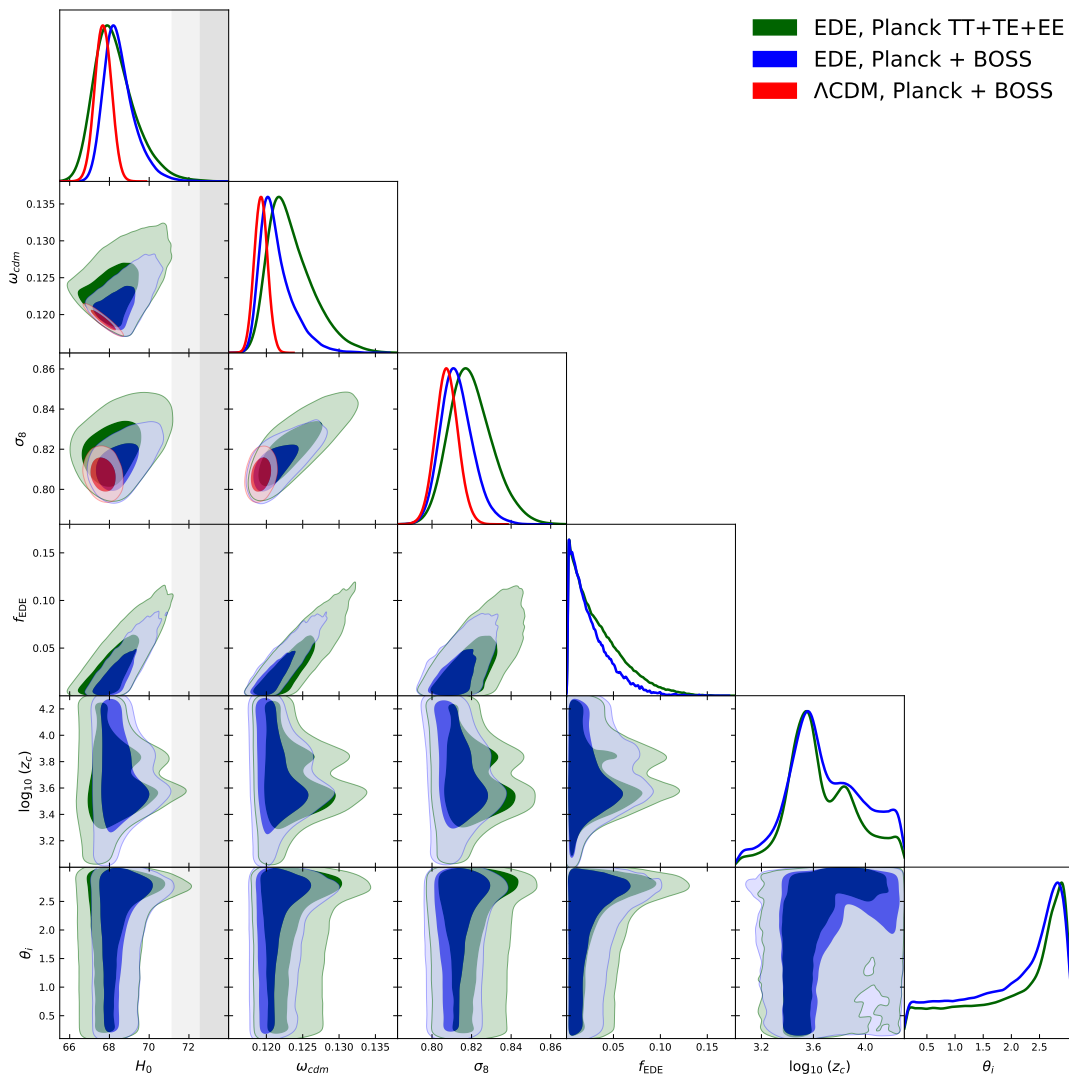 EDE, Planck TT+TE+EE
EDE, Planck + BOSS
ΛCDM, Planck + BOSS
0.135
0.130
0.125
0.120
ω_cdm
0.86
0.84
0.82
0.80
σ₈
0.15
0.10
0.05
f_EDE
4.2
4.0
3.8
3.6
3.4
3.2
log₁₀ (z_c)
2.5
2.0
1.5
1.0
0.5
θ_i
66 68 70 72
0.120 0.125 0.130 0.135
0.80 0.82 0.84 0.86
0.05 0.10 0.15
3.2 3.6 4.0
0.5 1.0 1.5 2.0 2.5
H₀ ω_cdm σ₈ f_EDE log₁₀ (z_c) θ_i